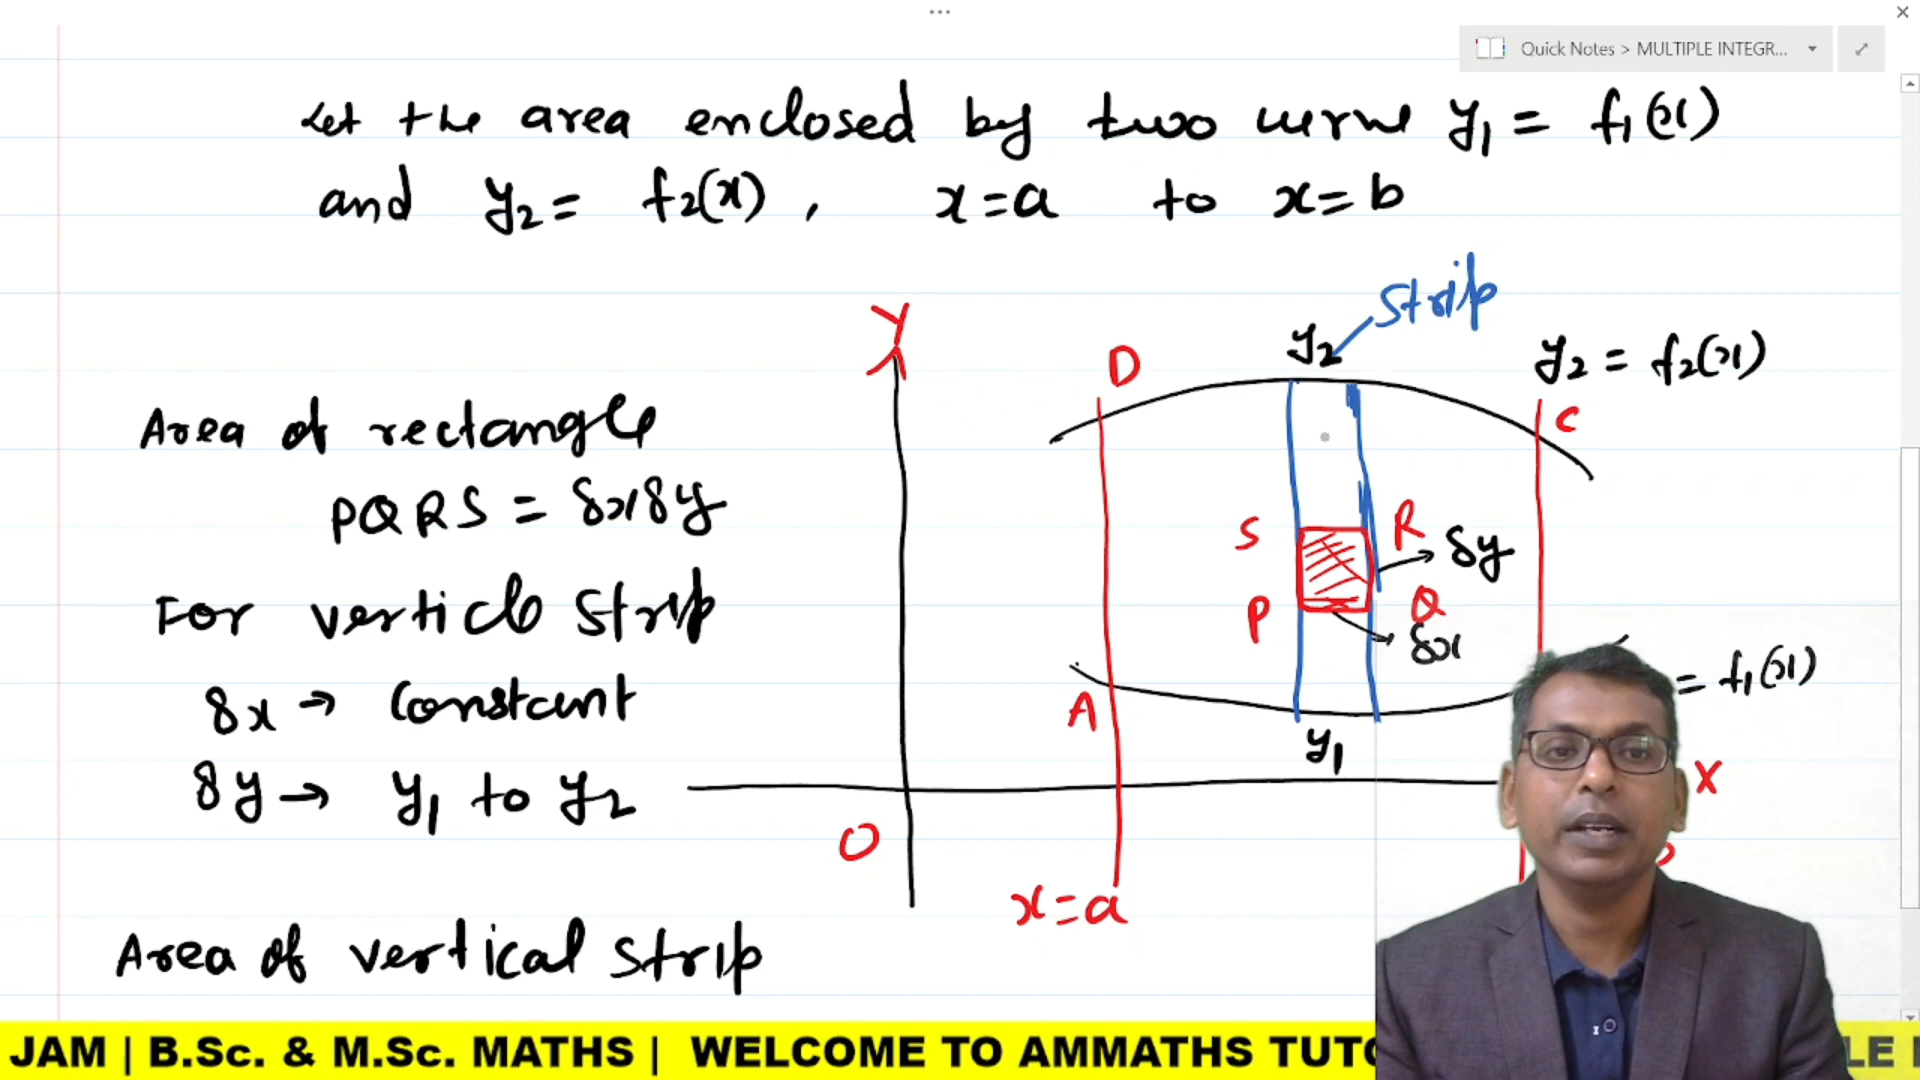 Quick Notes > MULTIPLE INTEGR...
Let the area enclosed by two curve y₁ = f₁(x)
and y₂ = f₂(x), x=a to x=b
Strip
Y
D
y₂
y₂ = f₂(x)
C
Area of rectangle
PQRS = δxδy
S
R
δy
P
Q
δx
For verticle Strip
= f₁(x)
δx → Constant
A
y₁
X
δy → y₁ to y₂
O
x=a
Area of vertical strip
JAM | B.Sc. & M.Sc. MATHS | WELCOME TO AMMATHS